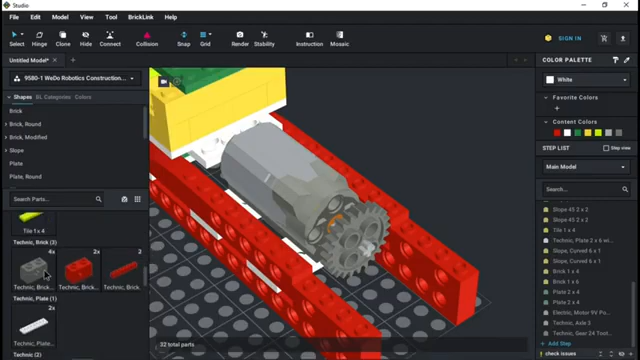 Studio
File Edit Model View Tool BrickLink Help
Select Hinge Clone Hide Connect Collision Snap Grid Render Stability Instruction Mosaic SIGN IN
Untitled Model*
9580-1 WeDo Robotics Construction...
Shapes BL Categories Colors
Brick
Brick, Round
Brick, Modified
Slope
Plate
Plate, Round
Search Parts...
Tile 1 x 4
Technic, Brick (3)
4x 2x 2
Technic, Brick... Technic, Brick... Technic, Brick...
Technic, Plate (1)
2x
Technic, Plate...
Technic (2)
32 total parts
COLOR PALETTE
White
Favorite Colors
+
Content Colors
STEP LIST Step view
Main Model
Search...
Slope 45 2 x 2
Slope 45 2 x 2
Tile 1 x 4
Technic, Plate 2 x 6 wi...
Slope, Curved 6 x 1
Slope, Curved 6 x 1
Brick 1 x 4
Brick 1 x 6
Plate 2 x 4
Plate 2 x 4
Electric, Motor 9V Po...
Technic, Axle 3
Technic, Gear 24 Toot...
+ Add Step
check issues